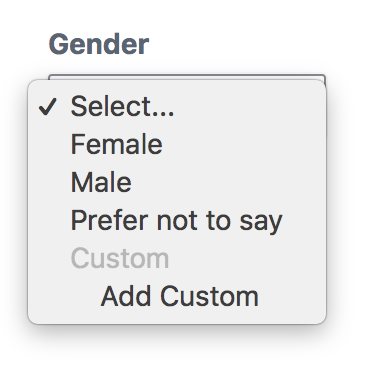 Gender
Select...
Female
Male
Prefer not to say
Custom
Add Custom